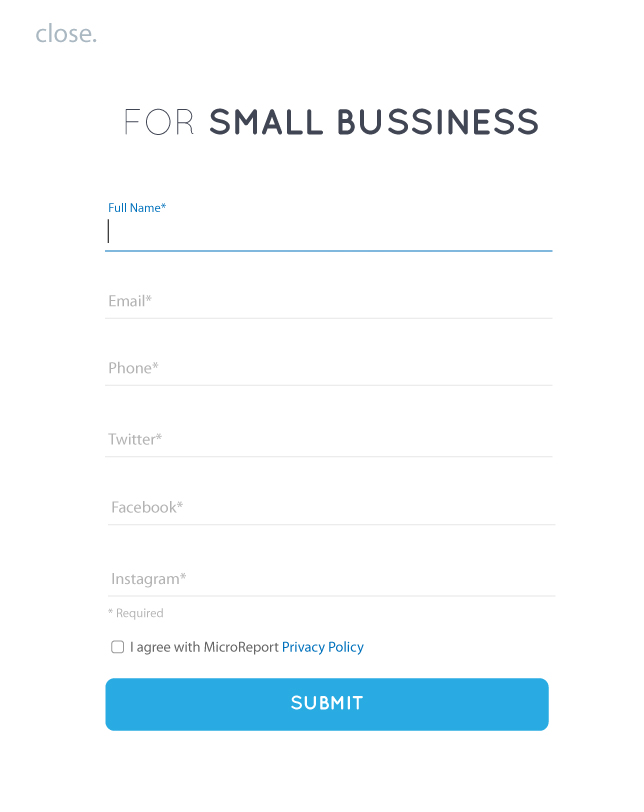 close.
FOR SMALL BUSSINESS
Full Name*
Email*
Phone*
Twitter*
Facebook*
Instagram*
* Required
I agree with MicroReport Privacy Policy
SUBMIT